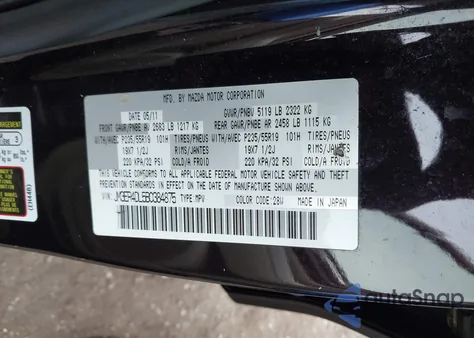 MFD. BY MAZDA MOTOR CORPORATION
DATE 05/11
GVWR/PNBV 5119 LB 2322 KG
FRONT GAWR/PNBE AV 2683 LB 1217 KG
REAR GAWR/PNBE AR 2458 LB 1115 KG
WITH/AVEC P235/55R19 101H TIRES/PNEUS
WITH/AVEC P235/55R19 101H TIRES/PNEUS
19X7 1/2J RIMS/JANTES
19X7 1/2J RIMS/JANTES
220 KPA/32 PSI COLD/A FROID
220 KPA/32 PSI COLD/A FROID
THIS VEHICLE CONFORMS TO ALL APPLICABLE FEDERAL MOTOR VEHICLE SAFETY, BUMPER, AND THEFT
PREVENTION STANDARDS IN EFFECT ON THE DATE OF MANUFACTURE SHOWN ABOVE.
VIN: JM3ER4DL5B0384876 TYPE MPV COLOR CODE:28W MADE IN JAPAN
AutoSnap